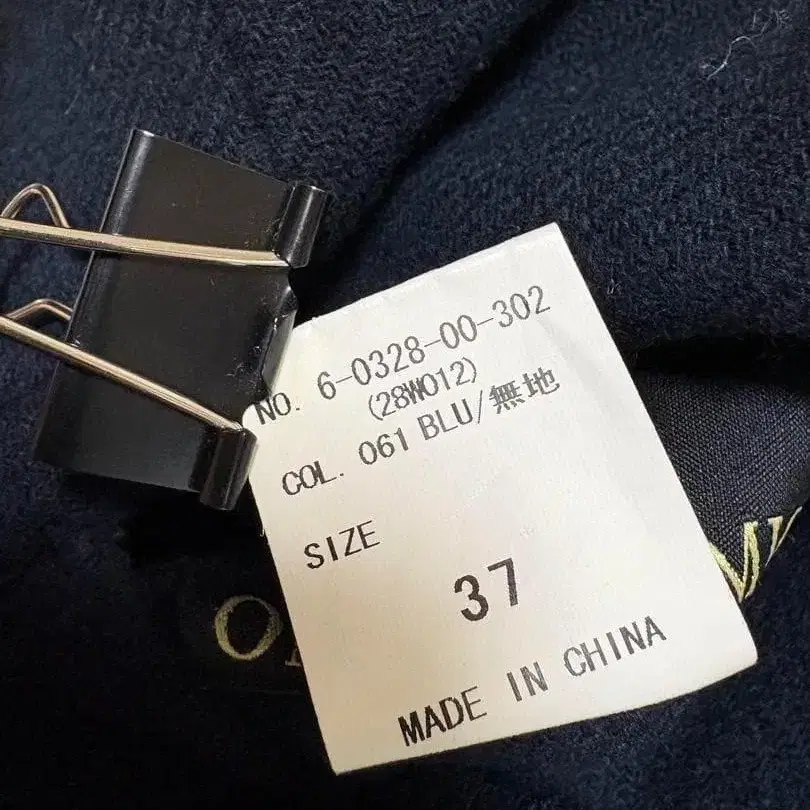 NO. 6-0328-00-302
(28W012)
COL. 061 BLU/無地
SIZE
37
MADE IN CHINA